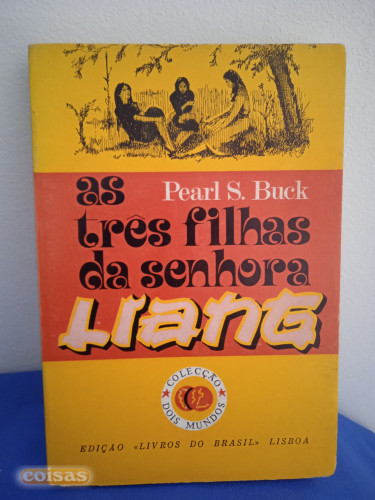 as Pearl S. Buck
três filhas
da senhora
LIANG
COLECÇÃO
DOIS MUNDOS
EDIÇÃO «LIVROS DO BRASIL» LISBOA
coisas